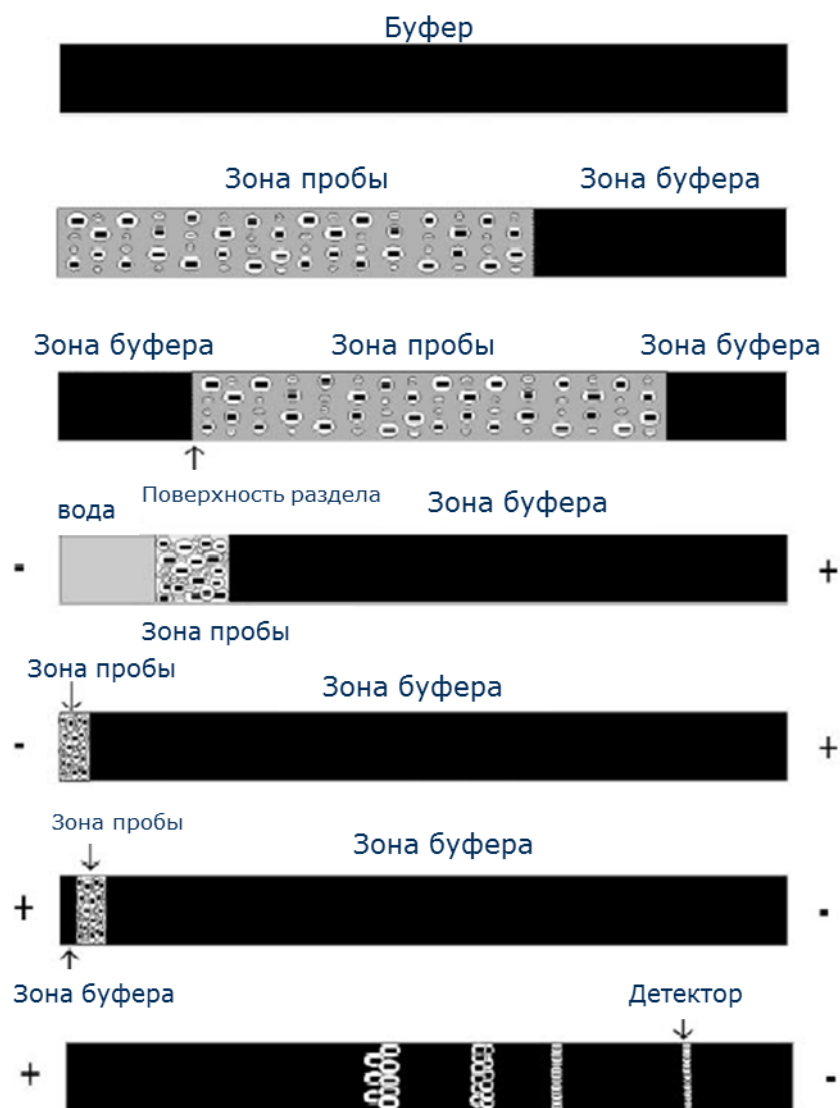 Буфер
Зона пробы Зона буфера
Зона буфера Зона пробы Зона буфера
Поверхность раздела
вода Зона буфера
- +
Зона пробы
Зона пробы
Зона буфера
- +
Зона пробы
Зона буфера
+ -
Зона буфера
Детектор
+ -